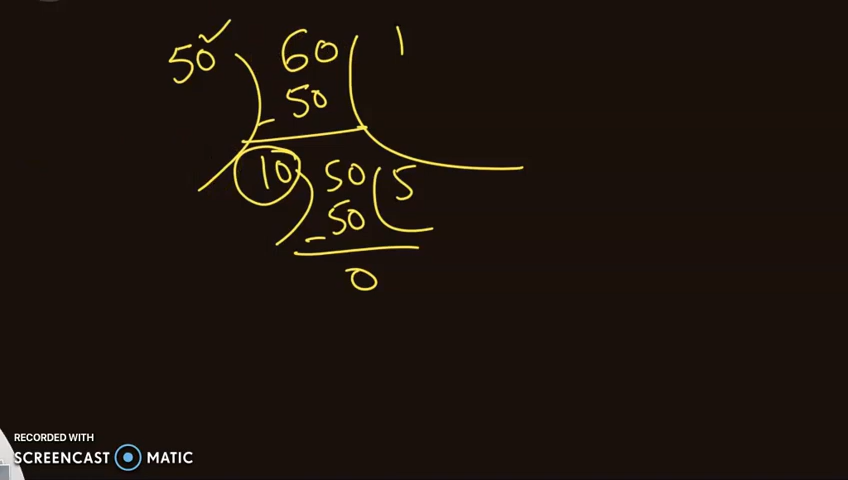 50 ) 60 ( 1
- 50
10 ) 50 ( 5
- 50
0
RECORDED WITH
SCREENCAST MATIC